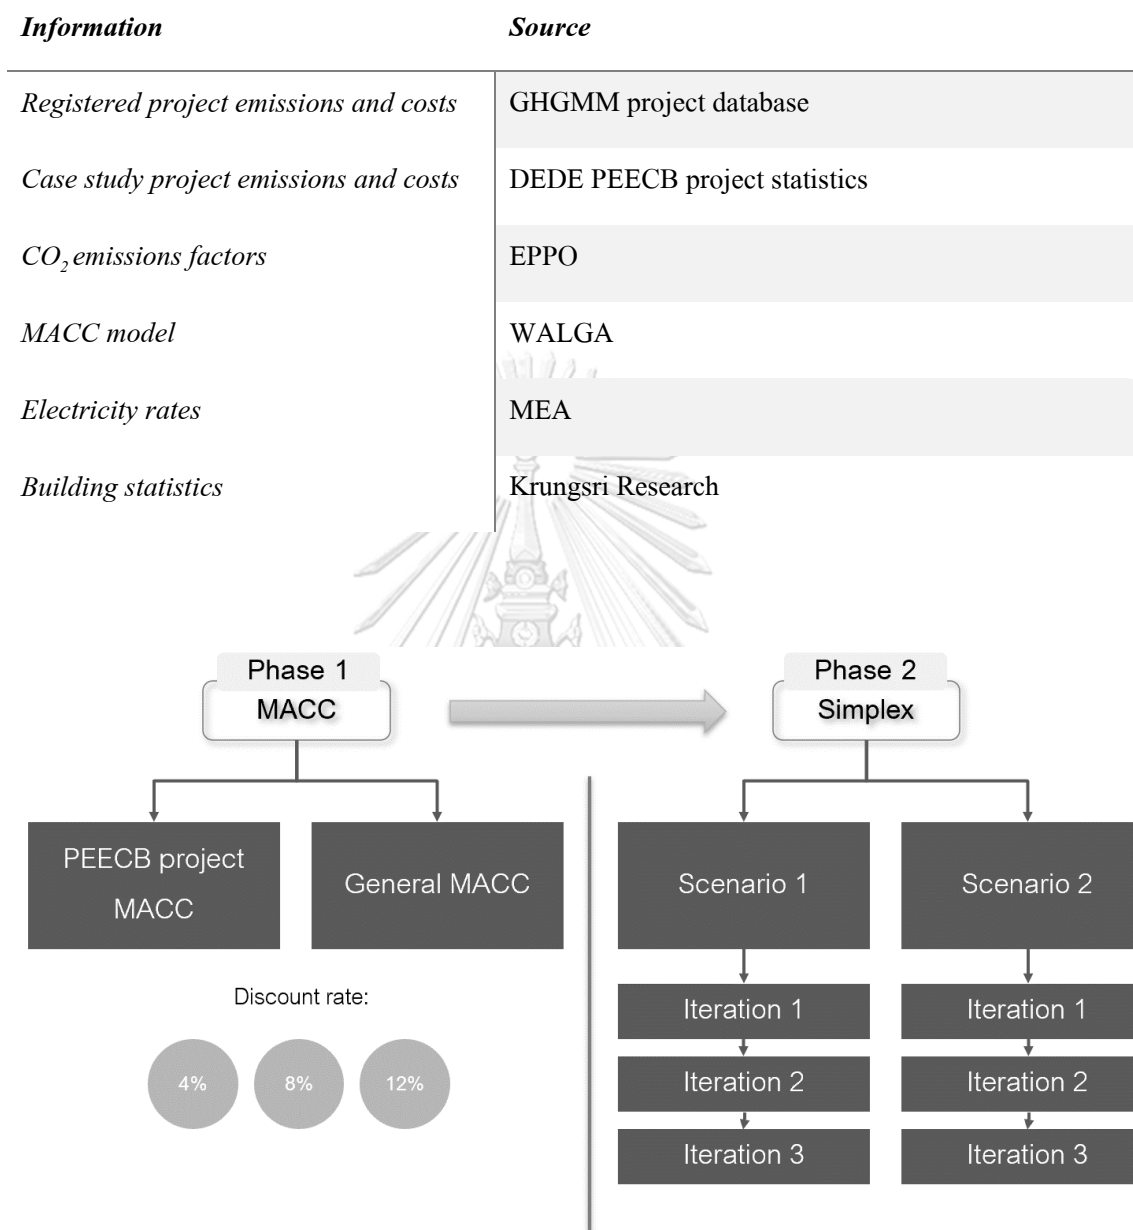 Information Source
Registered project emissions and costs GHGMM project database
Case study project emissions and costs DEDE PEECB project statistics
CO2 emissions factors EPPO
MACC model WALGA
Electricity rates MEA
Building statistics Krungsri Research
Phase 1 Phase 2
MACC Simplex
PEECB project
MACC
General MACC
Scenario 1 Scenario 2
Discount rate:
4% 8% 12%
Iteration 1 Iteration 1
Iteration 2 Iteration 2
Iteration 3 Iteration 3